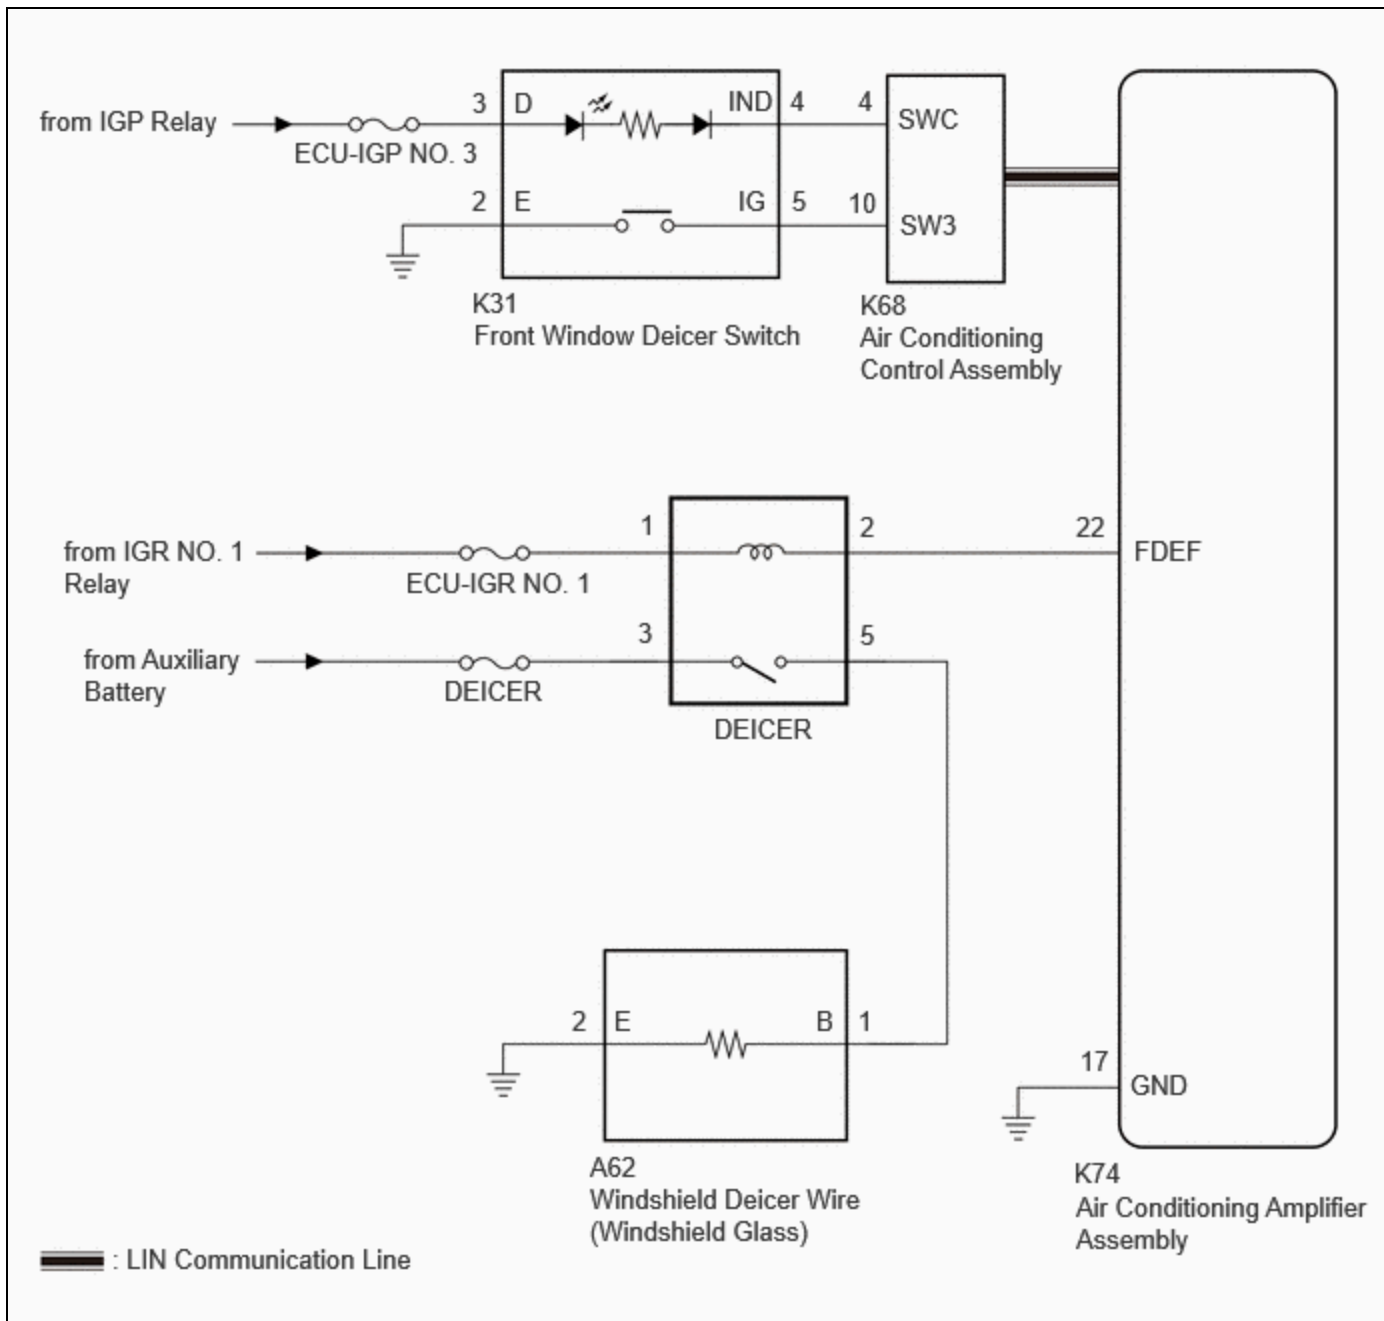 3 D IND 4 4 SWC
from IGP Relay
ECU-IGP NO. 3
2 E IG 5 10 SW3
K31
Front Window Deicer Switch
K68
Air Conditioning
Control Assembly
1 2 22 FDEF
from IGR NO. 1
Relay
ECU-IGR NO. 1
3 5
from Auxiliary
Battery
DEICER
DEICER
2 E B 1
17 GND
A62
Windshield Deicer Wire
(Windshield Glass)
K74
Air Conditioning Amplifier
Assembly
: LIN Communication Line